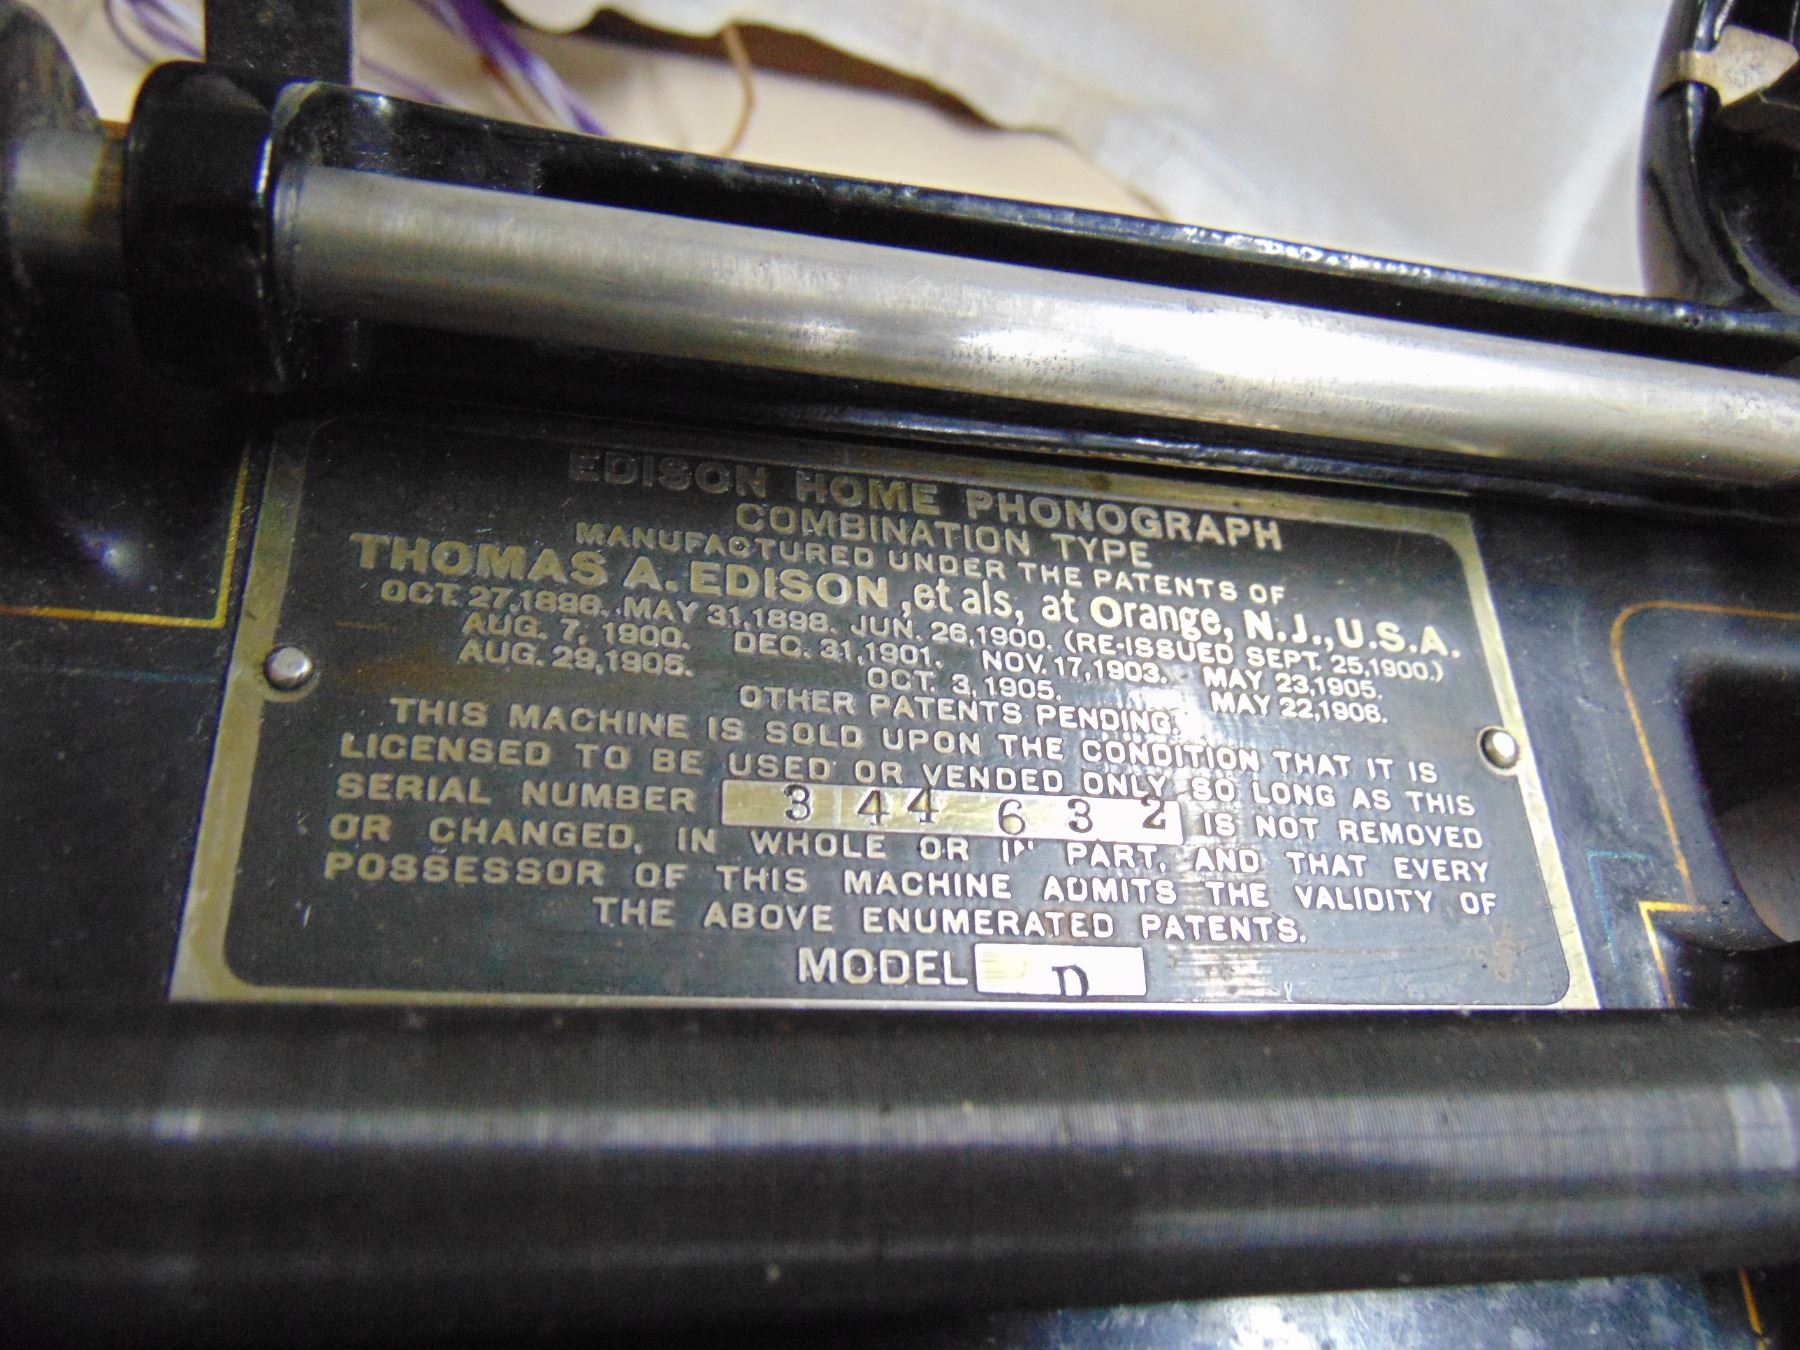 EDISON HOME PHONOGRAPH
COMBINATION TYPE
MANUFACTURED UNDER THE PATENTS OF
THOMAS A. EDISON, et als, at Orange, N.J., U.S.A.
OCT. 27, 1896. MAY 31, 1898. JUN. 26, 1900. (RE-ISSUED SEPT. 25, 1900.)
AUG. 7, 1900. DEC. 31, 1901. NOV. 17, 1903. MAY 23, 1905.
AUG. 29, 1905. OCT. 3, 1905. MAY 22, 1906.
OTHER PATENTS PENDING.
THIS MACHINE IS SOLD UPON THE CONDITION THAT IT IS
LICENSED TO BE USED OR VENDED ONLY SO LONG AS THIS
SERIAL NUMBER 344632 IS NOT REMOVED
OR CHANGED, IN WHOLE OR IN PART, AND THAT EVERY
POSSESSOR OF THIS MACHINE ADMITS THE VALIDITY OF
THE ABOVE ENUMERATED PATENTS.
MODEL D